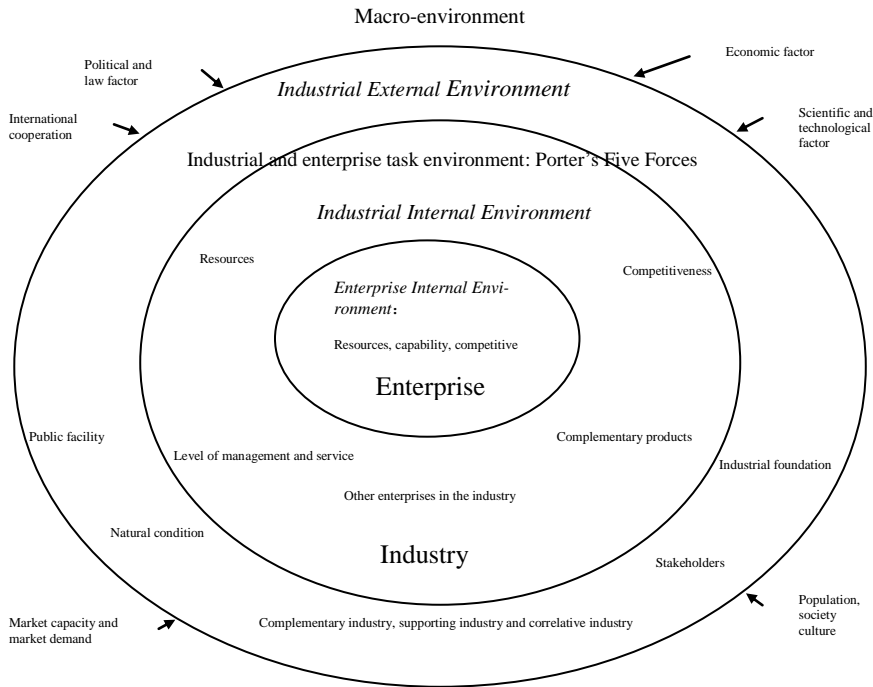 Macro-environment
Political and
law factor
Economic factor
Industrial External Environment
International
cooperation
Scientific and
technological
factor
Industrial and enterprise task environment: Porter's Five Forces
Industrial Internal Environment
Resources
Competitiveness
Enterprise Internal Envi-
ronment：
Resources, capability, competitive
Enterprise
Public facility
Complementary products
Level of management and service
Industrial foundation
Other enterprises in the industry
Natural condition
Industry
Stakeholders
Market capacity and
market demand
Complementary industry, supporting industry and correlative industry
Population,
society
culture